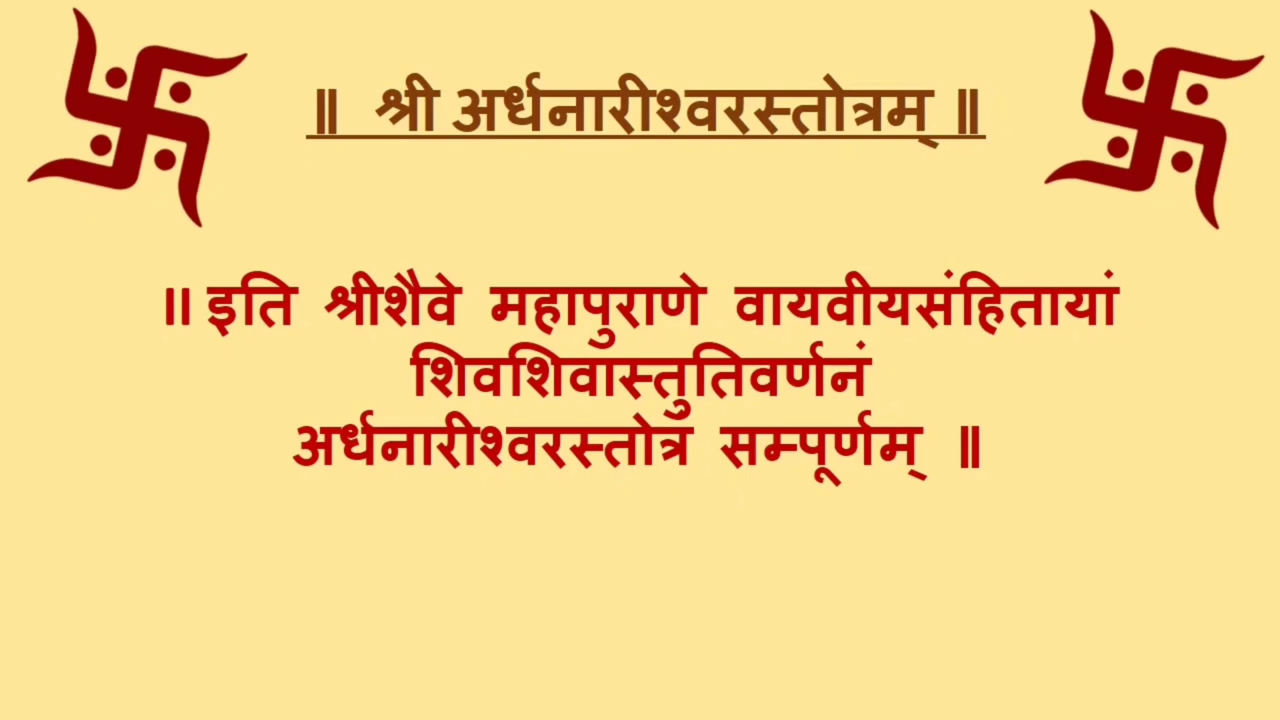 ॥ श्री अर्धनारीश्वरस्तोत्रम् ॥
॥ इति श्रीशैवे महापुराणे वायवीयसंहितायां
शिवशिवास्तुतिवर्णनं
अर्धनारीश्वरस्तोत्रं सम्पूर्णम् ॥